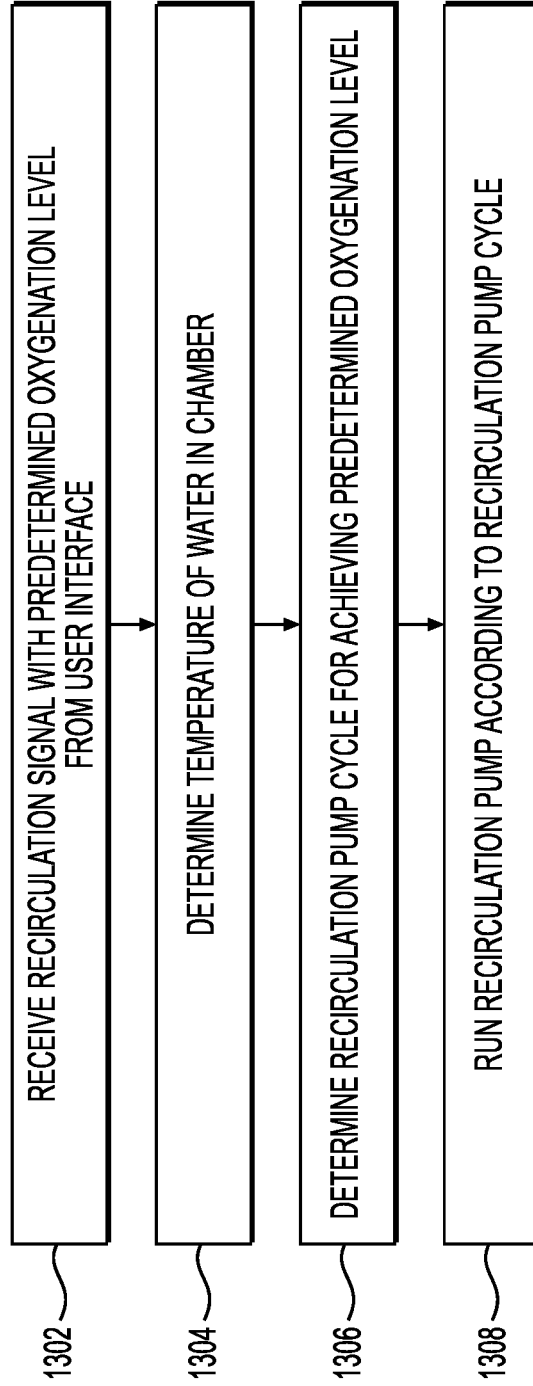 1302
RECEIVE RECIRCULATION SIGNAL WITH PREDETERMINED OXYGENATION LEVEL
FROM USER INTERFACE
1304
DETERMINE TEMPERATURE OF WATER IN CHAMBER
1306
DETERMINE RECIRCULATION PUMP CYCLE FOR ACHIEVING PREDETERMINED OXYGENATION LEVEL
1308
RUN RECIRCULATION PUMP ACCORDING TO RECIRCULATION PUMP CYCLE